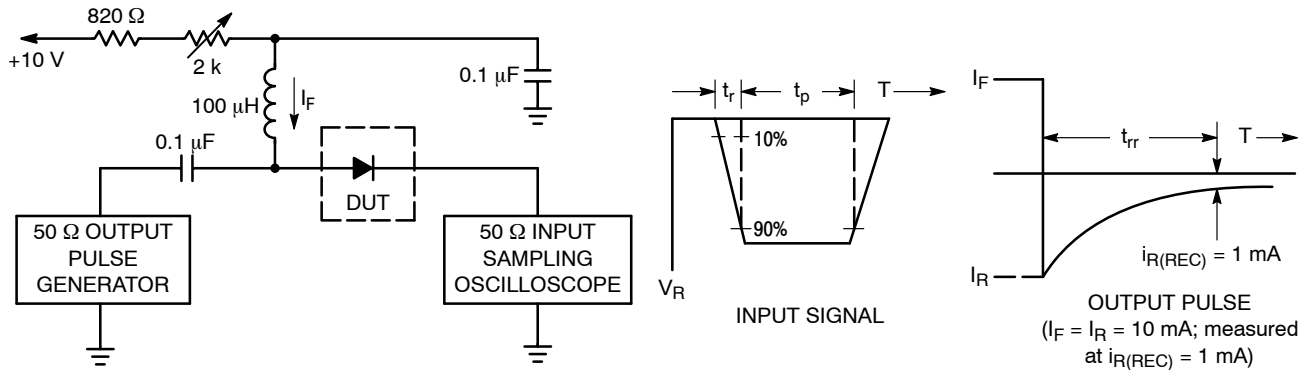 820 Ω
+10 V
2 k
100 μH
I_F
0.1 μF
0.1 μF
DUT
50 Ω OUTPUT
PULSE
GENERATOR
50 Ω INPUT
SAMPLING
OSCILLOSCOPE
t_r
t_p
T
10%
90%
V_R
INPUT SIGNAL
I_F
t_rr
T
I_R
i_R(REC) = 1 mA
OUTPUT PULSE
(I_F = I_R = 10 mA; measured
at i_R(REC) = 1 mA)